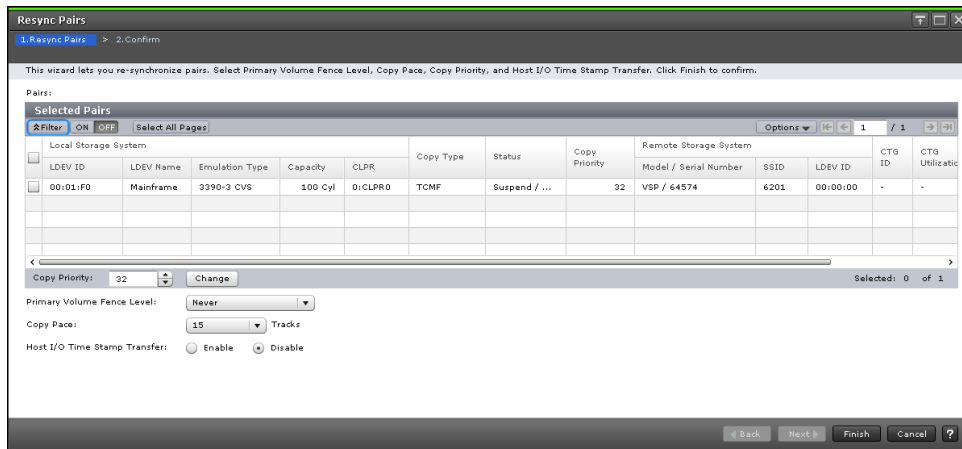 Resync Pairs
1.Resync Pairs > 2.Confirm
This wizard lets you re-synchronize pairs. Select Primary Volume Fence Level, Copy Pace, Copy Priority, and Host I/O Time Stamp Transfer. Click Finish to confirm.
Pairs:
Selected Pairs
Filter ON OFF Select All Pages Options 1 / 1
Local Storage System Copy Type Status Copy Priority Remote Storage System CTG ID CTG Utilizatic
LDEV ID LDEV Name Emulation Type Capacity CLPR Model / Serial Number SSID LDEV ID
00:01:F0 Mainframe 3390-3 CVS 100 Cyl 0:CLPR0 TCMF Suspend / ... 32 VSP / 64574 6201 00:00:00 - -
Copy Priority: 32 Change Selected: 0 of 1
Primary Volume Fence Level: Never
Copy Pace: 15 Tracks
Host I/O Time Stamp Transfer: Enable Disable
Back Next Finish Cancel ?